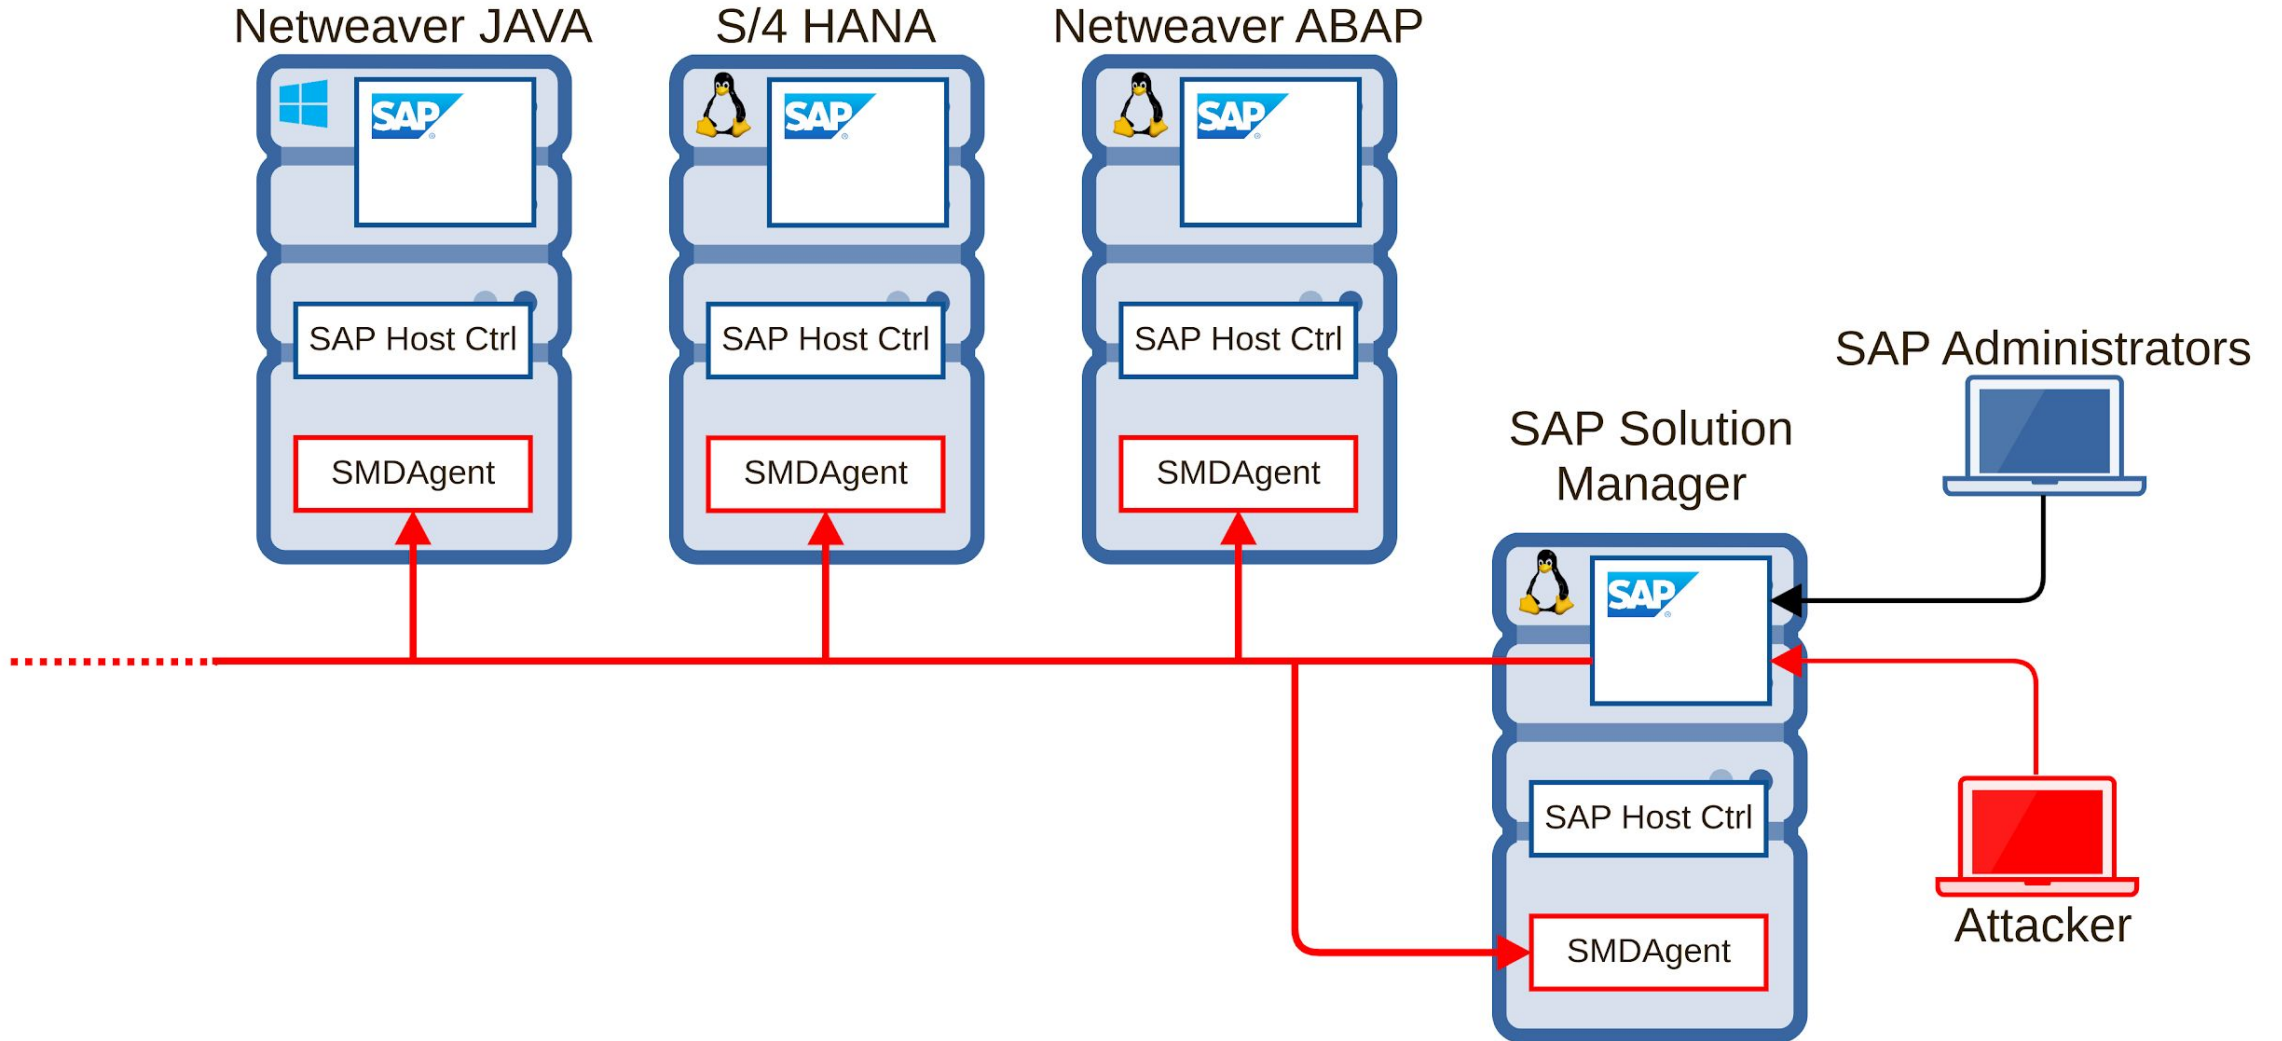 Netweaver JAVA
S/4 HANA
Netweaver ABAP
SAP
SAP
SAP
SAP Host Ctrl
SAP Host Ctrl
SAP Host Ctrl
SMDAgent
SMDAgent
SMDAgent
SAP Administrators
SAP Solution
Manager
SAP
SAP Host Ctrl
SMDAgent
Attacker